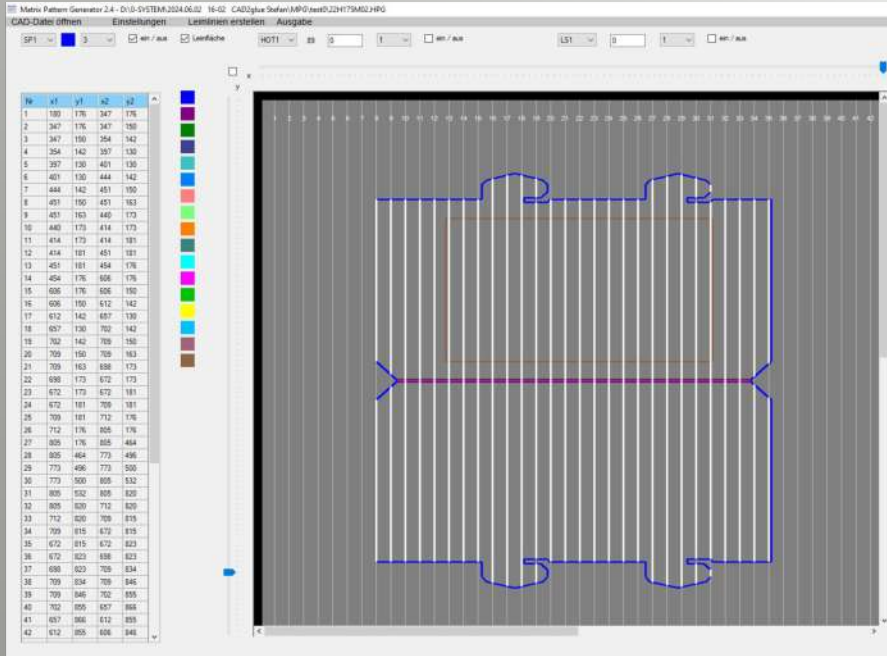 Matrix Pattern Generator 2.4 - D:\0-SYSTEM\2024.06.02 16-02 CAD2glue Stefan\MPG\test0\22H179M02.HPG
CAD-Datei öffnen Einstellungen Leimlinien erstellen Ausgabe
SP1 3 ein / aus Leimfläche HOT1 89 0 1 ein / aus LS1 0 1 ein / aus
x
y
Nr x1 y1 x2 y2
1 2 3 4 5 6 7 8 9 10 11 12 13 14 15 16 17 18 19 20 21 22 23 24 25 26 27 28 29 30 31 32 33 34 35 36 37 38 39 40 41 42
1 180 176 347 176
2 347 176 347 150
3 347 150 354 142
4 354 142 397 130
5 397 130 401 130
6 401 130 444 142
7 444 142 451 150
8 451 150 451 163
9 451 163 440 173
10 440 173 414 173
11 414 173 414 181
12 414 181 451 181
13 451 181 454 176
14 454 176 606 176
15 606 176 606 150
16 606 150 612 142
17 612 142 657 130
18 657 130 702 142
19 702 142 709 150
20 709 150 709 163
21 709 163 698 173
22 698 173 672 173
23 672 173 672 181
24 672 181 709 181
25 709 181 712 176
26 712 176 805 176
27 805 176 805 464
28 805 464 773 496
29 773 496 773 500
30 773 500 805 532
31 805 532 805 820
32 805 820 712 820
33 712 820 709 815
34 709 815 672 815
35 672 815 672 823
36 672 823 698 823
37 698 823 709 834
38 709 834 709 846
39 709 846 702 855
40 702 855 657 866
41 657 866 612 855
42 612 855 606 846